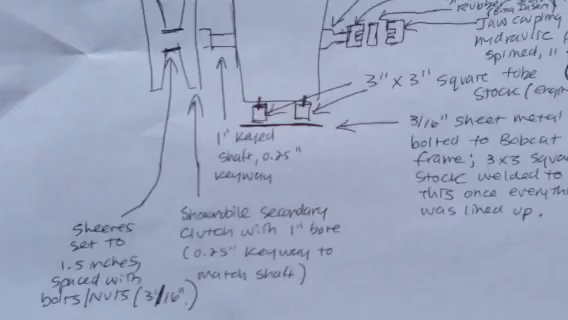 "Rubber
Jaw coupling
hydraulic
splined, 1"
3" x 3" square tube
stock (
3/16" sheet metal
bolted to Bobcat
frame; 3x3 squa
stock welded to
this once everyth
was lined up.
1" keyed
shaft, 0.25"
keyway
Snowmobile secondary
clutch with 1" bore
(0.25" keyway to
match shaft)
Sheeres
set to
1.5 inches,
spaced with
bolts/nuts (3/16".)